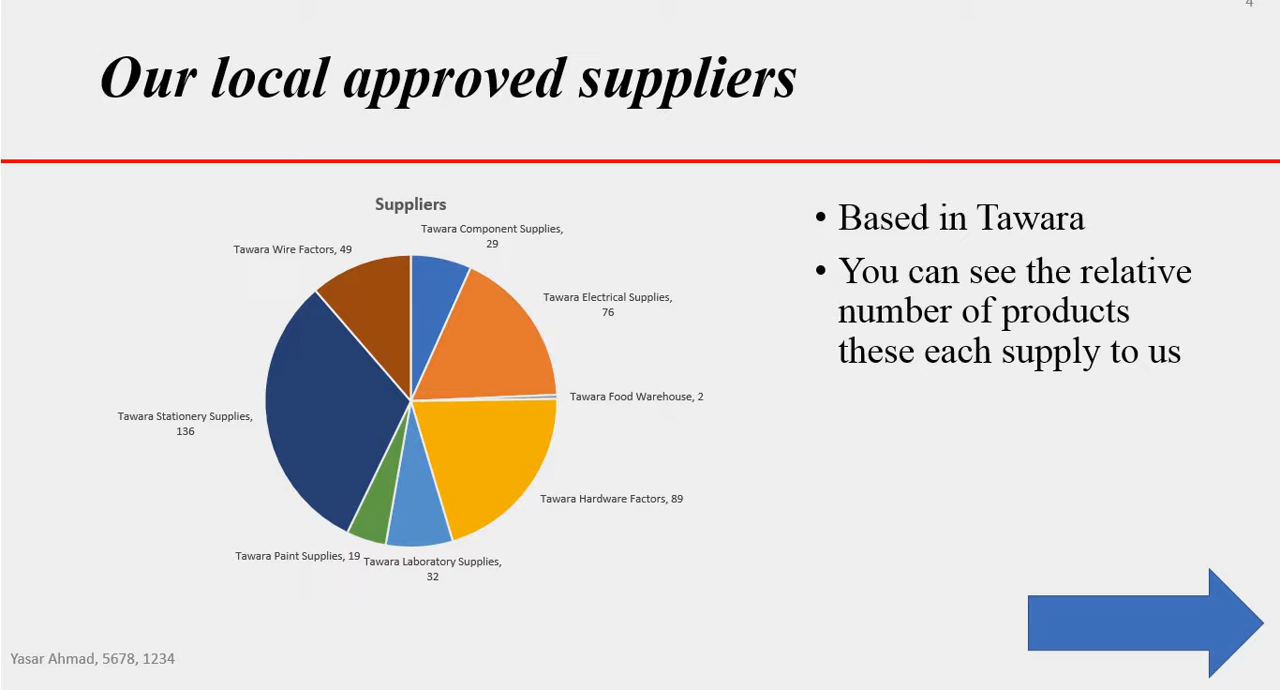 4
Our local approved suppliers
Suppliers
Tawara Component Supplies,
29
Tawara Wire Factors, 49
Tawara Electrical Supplies,
76
Tawara Food Warehouse, 2
Tawara Stationery Supplies,
136
Tawara Hardware Factors, 89
Tawara Paint Supplies, 19
Tawara Laboratory Supplies,
32
• Based in Tawara
• You can see the relative
number of products
these each supply to us
Yasar Ahmad, 5678, 1234